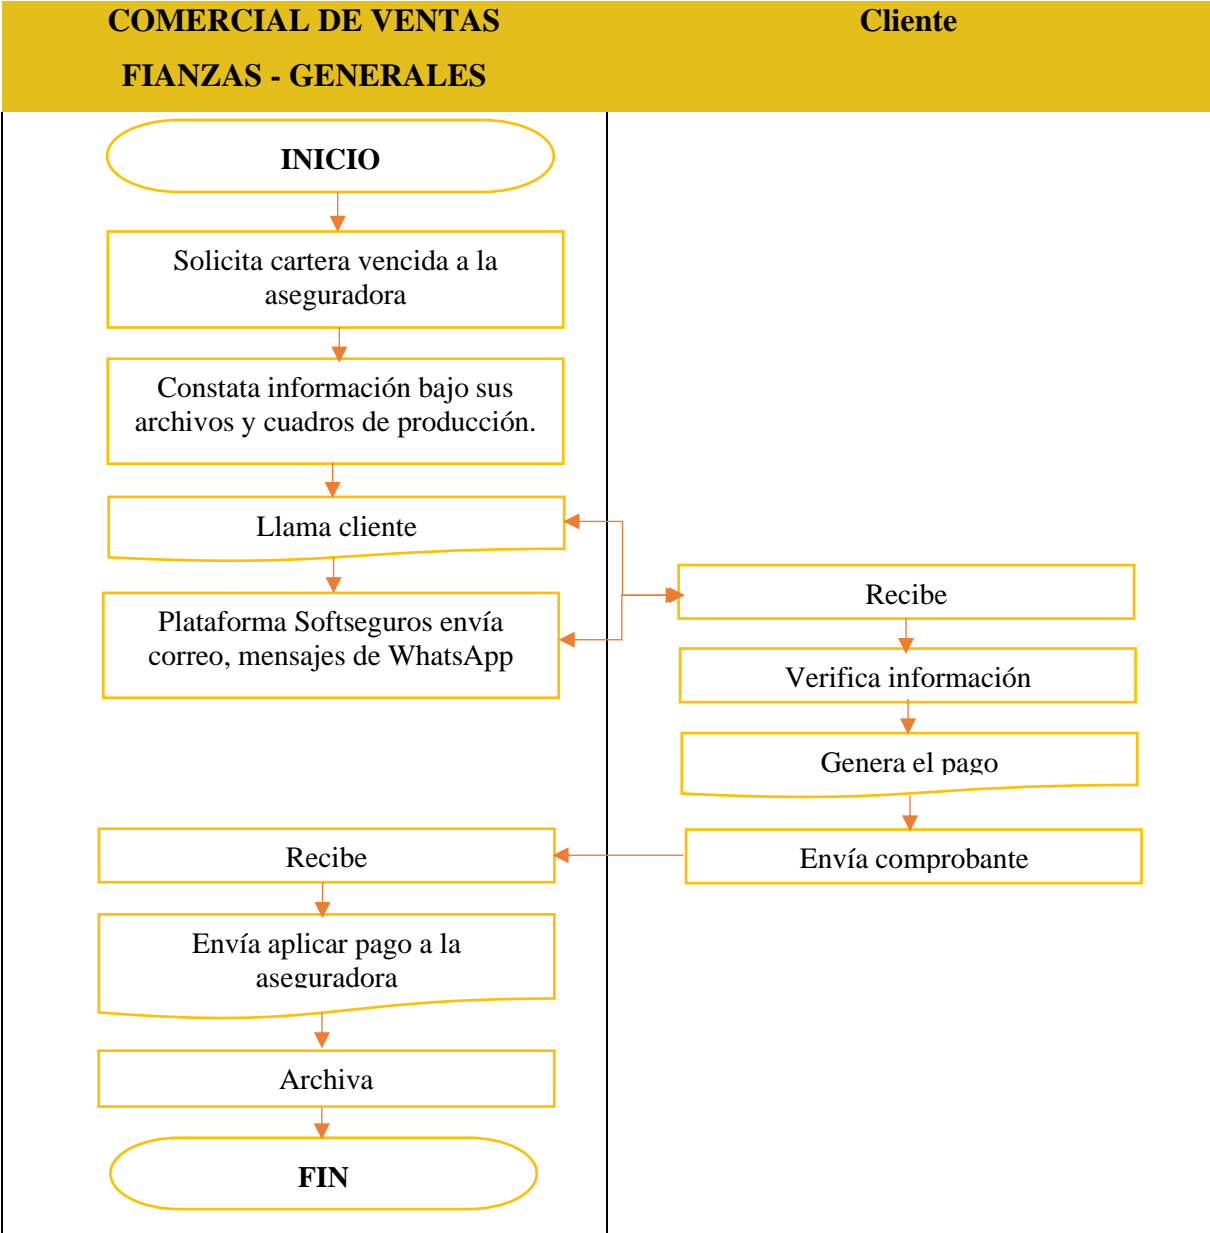 COMERCIAL DE VENTAS
FIANZAS - GENERALES
Cliente
INICIO
Solicita cartera vencida a la
aseguradora
Constata información bajo sus
archivos y cuadros de producción.
Llama cliente
Plataforma Softseguros envía
correo, mensajes de WhatsApp
Recibe
Verifica información
Genera el pago
Envía comprobante
Recibe
Envía aplicar pago a la
aseguradora
Archiva
FIN